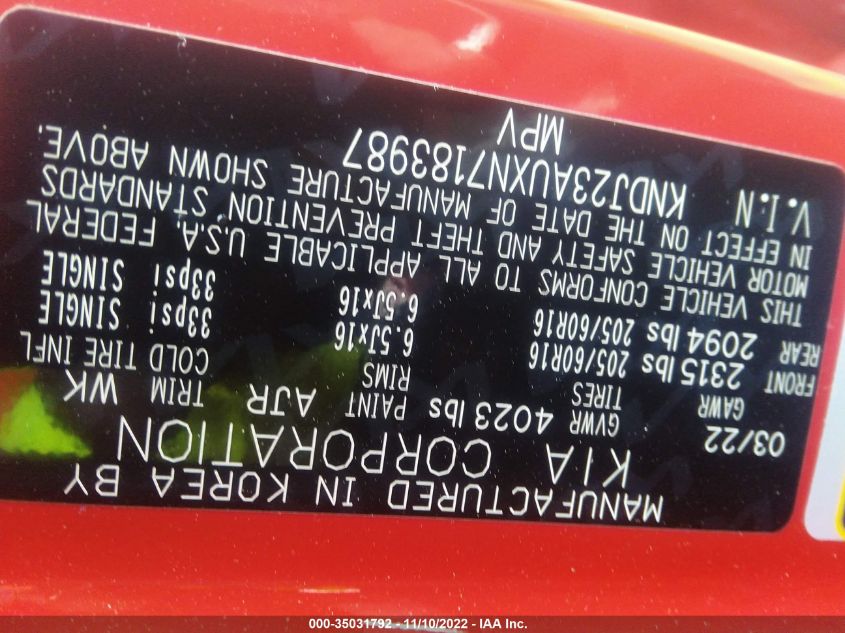 MANUFACTURED IN KOREA BY
KIA CORPORATION
03/22 GVWR 4023 lbs PAINT AJR TRIM WK
GAWR TIRES RIMS COLD TIRE INFL
FRONT 2315 lbs 205/60R16 6.5Jx16 33psi SINGLE
REAR 2094 lbs 205/60R16 6.5Jx16 33psi SINGLE
THIS VEHICLE CONFORMS TO ALL APPLICABLE U.S.A. FEDERAL
MOTOR VEHICLE SAFETY AND THEFT PREVENTION STANDARDS
IN EFFECT ON THE DATE OF MANUFACTURE SHOWN ABOVE.
V.I.N KNDJ23AUXN7183987
MPV
000-35031792 - 11/10/2022 - IAA Inc.